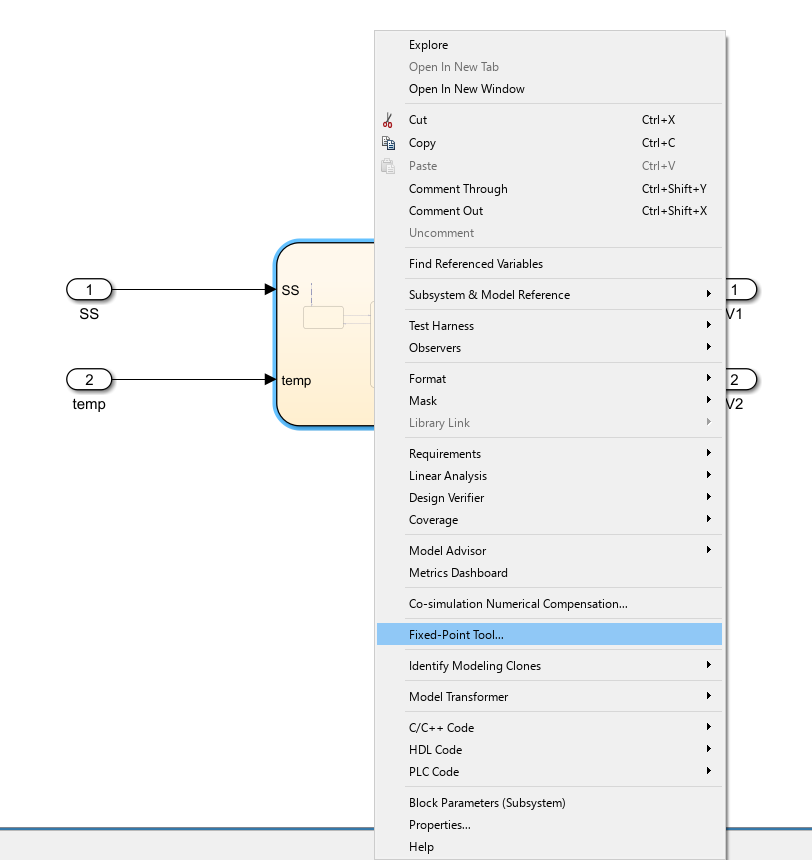 Explore
Open In New Tab
Open In New Window
Cut Ctrl+X
Copy Ctrl+C
Paste Ctrl+V
Comment Through Ctrl+Shift+Y
Comment Out Ctrl+Shift+X
Uncomment
Find Referenced Variables
Subsystem & Model Reference
Test Harness
Observers
Format
Mask
Library Link
Requirements
Linear Analysis
Design Verifier
Coverage
Model Advisor
Metrics Dashboard
Co-simulation Numerical Compensation...
Fixed-Point Tool...
Identify Modeling Clones
Model Transformer
C/C++ Code
HDL Code
PLC Code
Block Parameters (Subsystem)
Properties...
Help
1
SS
SS
2
temp
temp
1
V1
2
V2